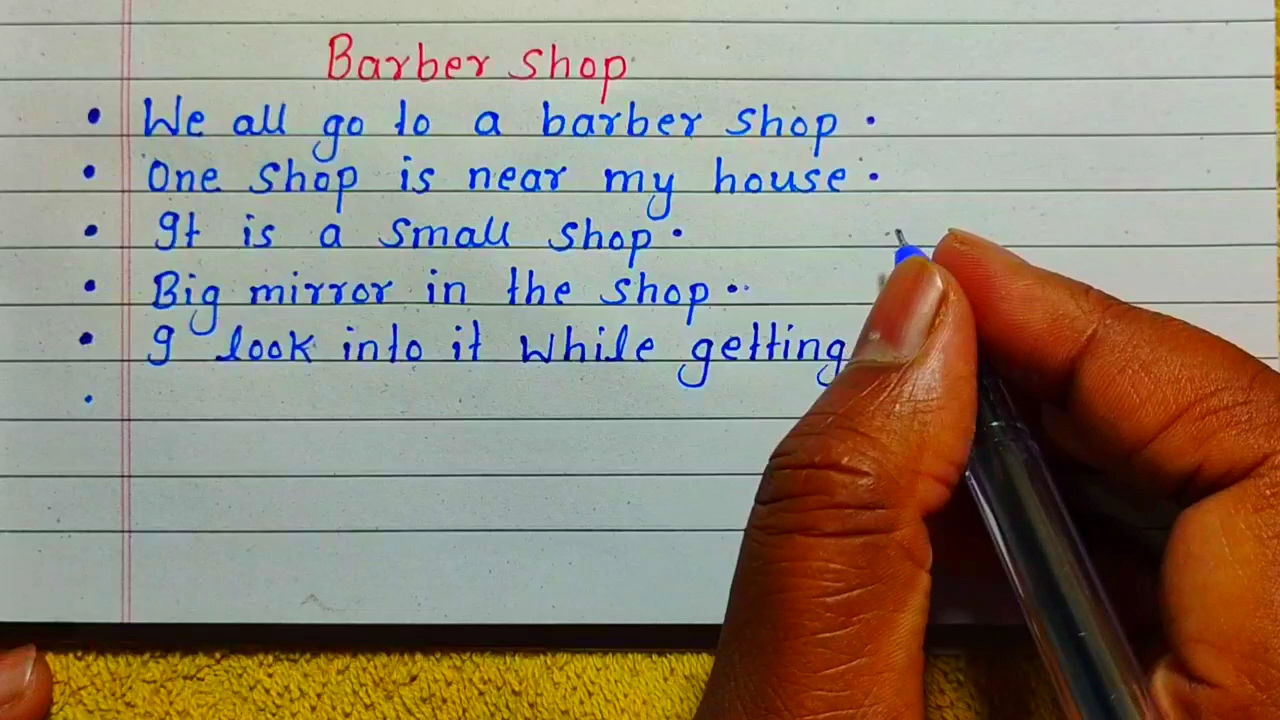 Barber Shop
• We all go to a barber shop.
• One shop is near my house.
• It is a small shop.
• Big mirror in the shop..
• I look into it while getting
•